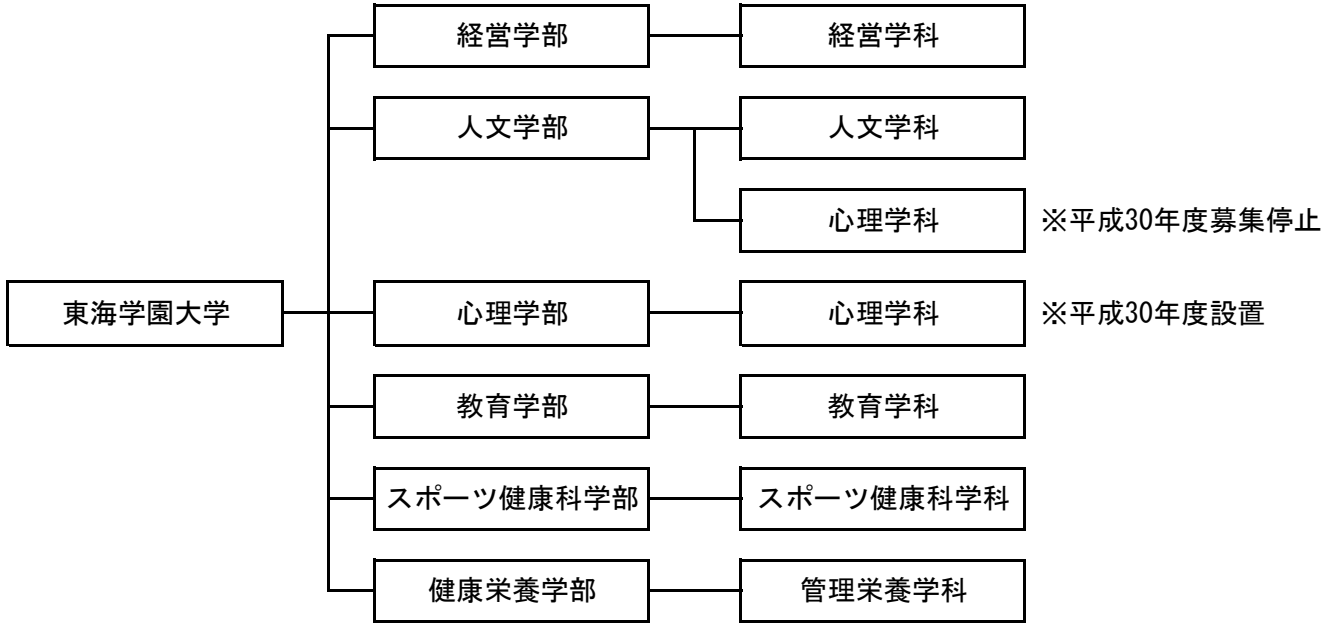 経営学部 経営学科
人文学部 人文学科
心理学科 ※平成30年度募集停止
東海学園大学 心理学部 心理学科 ※平成30年度設置
教育学部 教育学科
スポーツ健康科学部 スポーツ健康科学科
健康栄養学部 管理栄養学科